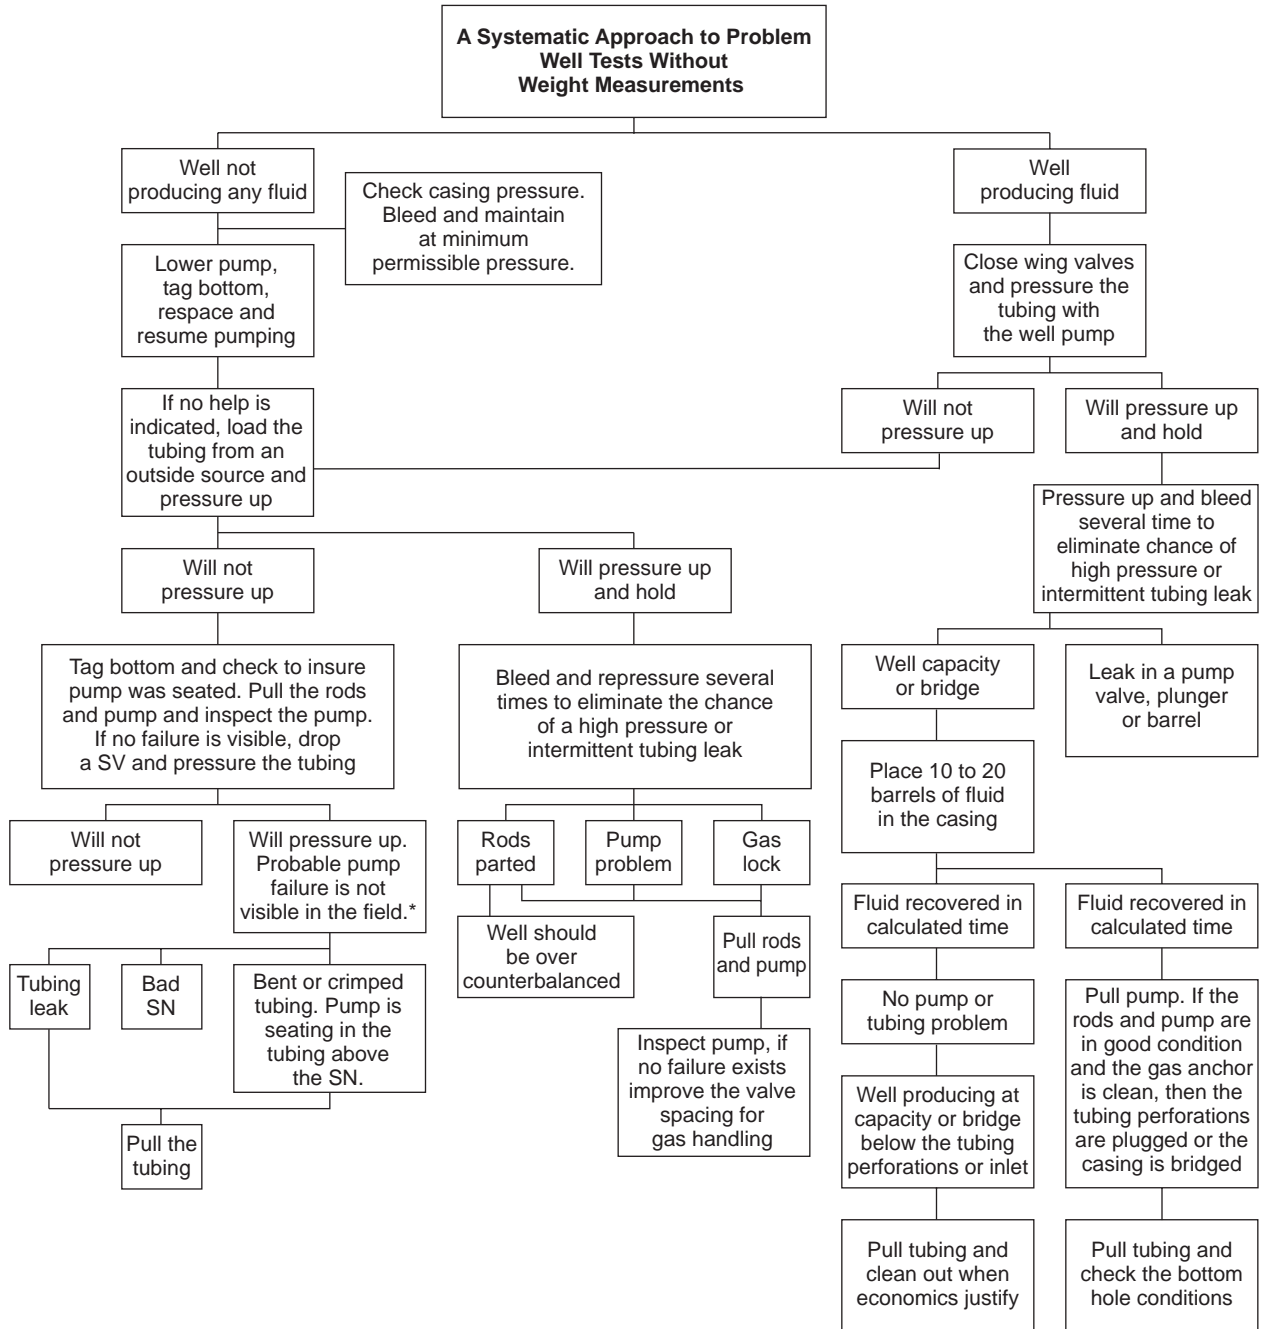 A Systematic Approach to Problem
Well Tests Without
Weight Measurements
Well not
producing any fluid
Check casing pressure.
Bleed and maintain
at minimum
permissible pressure.
Lower pump,
tag bottom,
respace and
resume pumping
If no help is
indicated, load the
tubing from an
outside source and
pressure up
Well
producing fluid
Close wing valves
and pressure the
tubing with
the well pump
Will not
pressure up
Will pressure up
and hold
Pressure up and bleed
several time to
eliminate chance of
high pressure or
intermittent tubing leak
Will not
pressure up
Will pressure up
and hold
Tag bottom and check to insure
pump was seated. Pull the rods
and pump and inspect the pump.
If no failure is visible, drop
a SV and pressure the tubing
Bleed and repressure several
times to eliminate the chance
of a high pressure or
intermittent tubing leak
Well capacity
or bridge
Leak in a pump
valve, plunger
or barrel
Place 10 to 20
barrels of fluid
in the casing
Will not
pressure up
Will pressure up.
Probable pump
failure is not
visible in the field.*
Rods
parted
Pump
problem
Gas
lock
Fluid recovered in
calculated time
Fluid recovered in
calculated time
Tubing
leak
Bad
SN
Bent or crimped
tubing. Pump is
seating in the
tubing above
the SN.
Well should
be over
counterbalanced
Pull rods
and pump
No pump or
tubing problem
Pull pump. If the
rods and pump are
in good condition
and the gas anchor
is clean, then the
tubing perforations
are plugged or the
casing is bridged
Inspect pump, if
no failure exists
improve the valve
spacing for
gas handling
Well producing at
capacity or bridge
below the tubing
perforations or inlet
Pull the
tubing
Pull tubing and
clean out when
economics justify
Pull tubing and
check the bottom
hole conditions